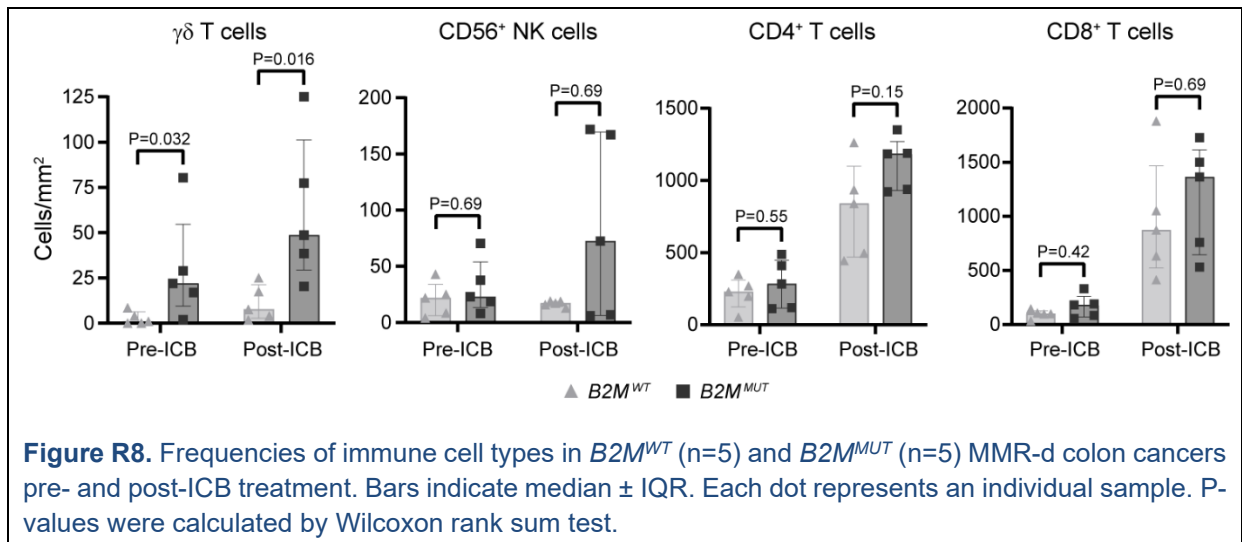 γδ T cells
CD56⁺ NK cells
CD4⁺ T cells
CD8⁺ T cells
Cells/mm²
125
100
75
50
25
0
P=0.032
P=0.016
Pre-ICB
Post-ICB
200
150
100
50
0
P=0.69
P=0.69
Pre-ICB
Post-ICB
1500
1000
500
0
P=0.55
P=0.15
Pre-ICB
Post-ICB
2000
1500
1000
500
0
P=0.42
P=0.69
Pre-ICB
Post-ICB
B2M^WT
B2M^MUT
Figure R8. Frequencies of immune cell types in B2M^WT (n=5) and B2M^MUT (n=5) MMR-d colon cancers
pre- and post-ICB treatment. Bars indicate median ± IQR. Each dot represents an individual sample. P-
values were calculated by Wilcoxon rank sum test.